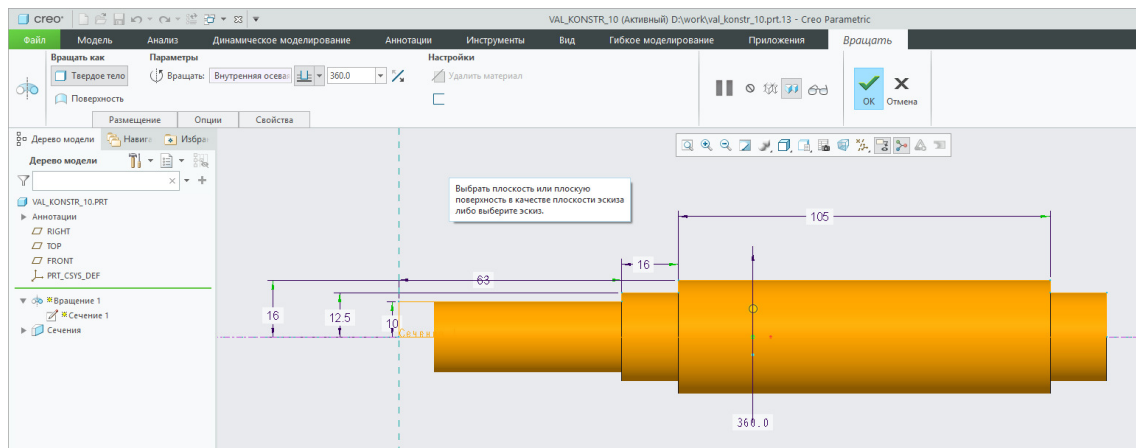 creo°
VAL_KONSTR_10 (Активный) D:\work\val_konstr_10.prt.13 - Creo Parametric
Файл Модель Анализ Динамическое моделирование Аннотации Инструменты Вид Гибкое моделирование Приложения Вращать
Вращать как Параметры Настройки
Твердое тело Вращать: Внутренняя осева 360.0 Удалить материал
Поверхность
OK Отмена
Размещение Опции Свойства
Дерево модели Навига Избра
Дерево модели
VAL_KONSTR_10.PRT
Аннотации
RIGHT
TOP
FRONT
PRT_CSYS_DEF
Вращение 1
Сечение 1
Сечения
Выбрать плоскость или плоскую
поверхность в качестве плоскости эскиза
либо выберите эскиз.
105
16
63
16
12.5
10
360.0